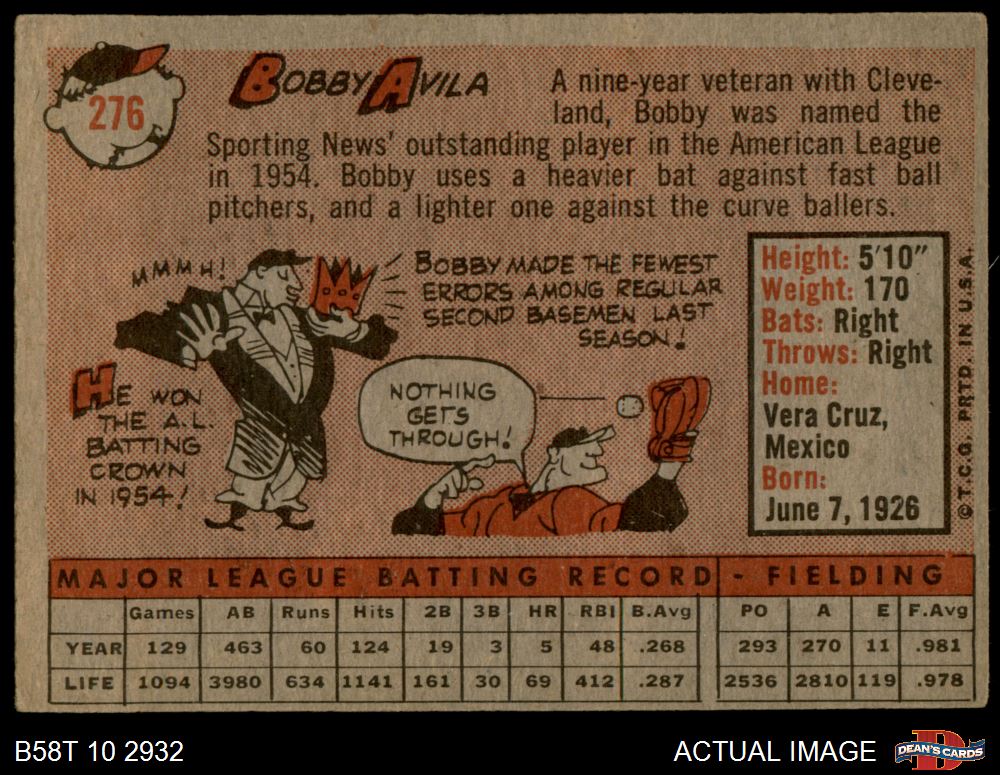 276
BOBBY AVILA
A nine-year veteran with Cleve-
land, Bobby was named the
Sporting News' outstanding player in the American League
in 1954. Bobby uses a heavier bat against fast ball
pitchers, and a lighter one against the curve ballers.
MMMH!
BOBBY MADE THE FEWEST
ERRORS AMONG REGULAR
SECOND BASEMEN LAST
SEASON!
HE WON
THE A.L.
BATTING
CROWN
IN 1954!
NOTHING
GETS
THROUGH!
Height: 5'10"
Weight: 170
Bats: Right
Throws: Right
Home:
Vera Cruz,
Mexico
Born:
June 7, 1926
© T.C.G. PRTD. IN U.S.A.
MAJOR LEAGUE BATTING RECORD - FIELDING
Games AB Runs Hits 2B 3B HR RBI B.Avg PO A E F.Avg
YEAR 129 463 60 124 19 3 5 48 .268 293 270 11 .981
LIFE 1094 3980 634 1141 161 30 69 412 .287 2536 2810 119 .978
B58T 10 2932
ACTUAL IMAGE
DEAN'S CARDS